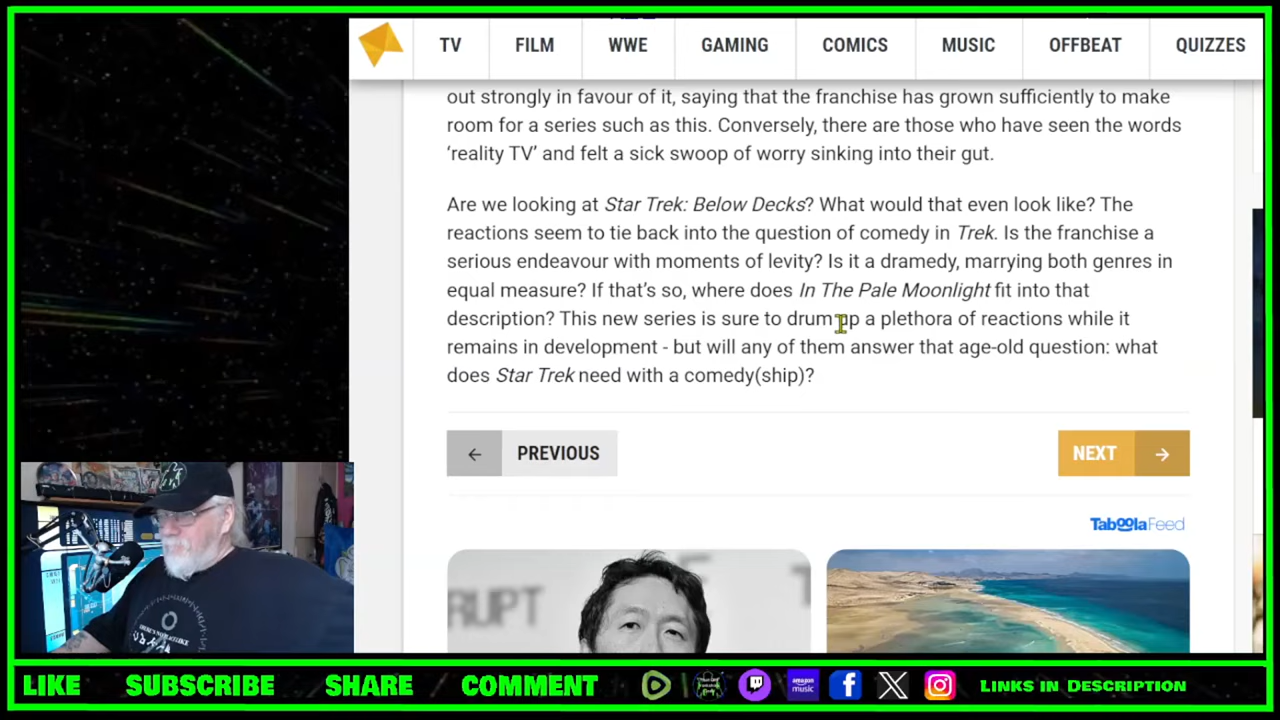 TV FILM WWE GAMING COMICS MUSIC OFFBEAT QUIZZES
out strongly in favour of it, saying that the franchise has grown sufficiently to make
room for a series such as this. Conversely, there are those who have seen the words
‘reality TV’ and felt a sick swoop of worry sinking into their gut.
Are we looking at Star Trek: Below Decks? What would that even look like? The
reactions seem to tie back into the question of comedy in Trek. Is the franchise a
serious endeavour with moments of levity? Is it a dramedy, marrying both genres in
equal measure? If that’s so, where does In The Pale Moonlight fit into that
description? This new series is sure to drum up a plethora of reactions while it
remains in development - but will any of them answer that age-old question: what
does Star Trek need with a comedy(ship)?
← PREVIOUS
NEXT →
Taboola Feed
RUPT
LIKE SUBSCRIBE SHARE COMMENT amazon music Links in Description